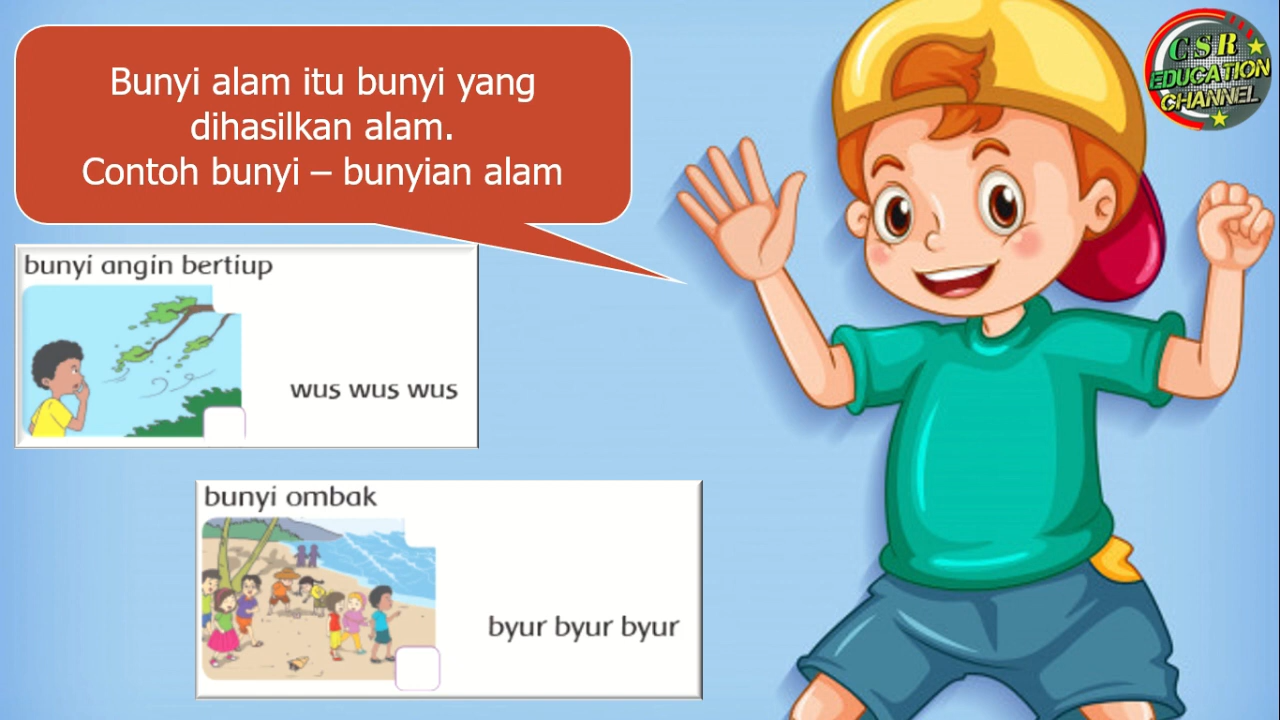 Bunyi alam itu bunyi yang
dihasilkan alam.
Contoh bunyi – bunyian alam
CSR
EDUCATION
CHANNEL
bunyi angin bertiup
wus wus wus
bunyi ombak
byur byur byur